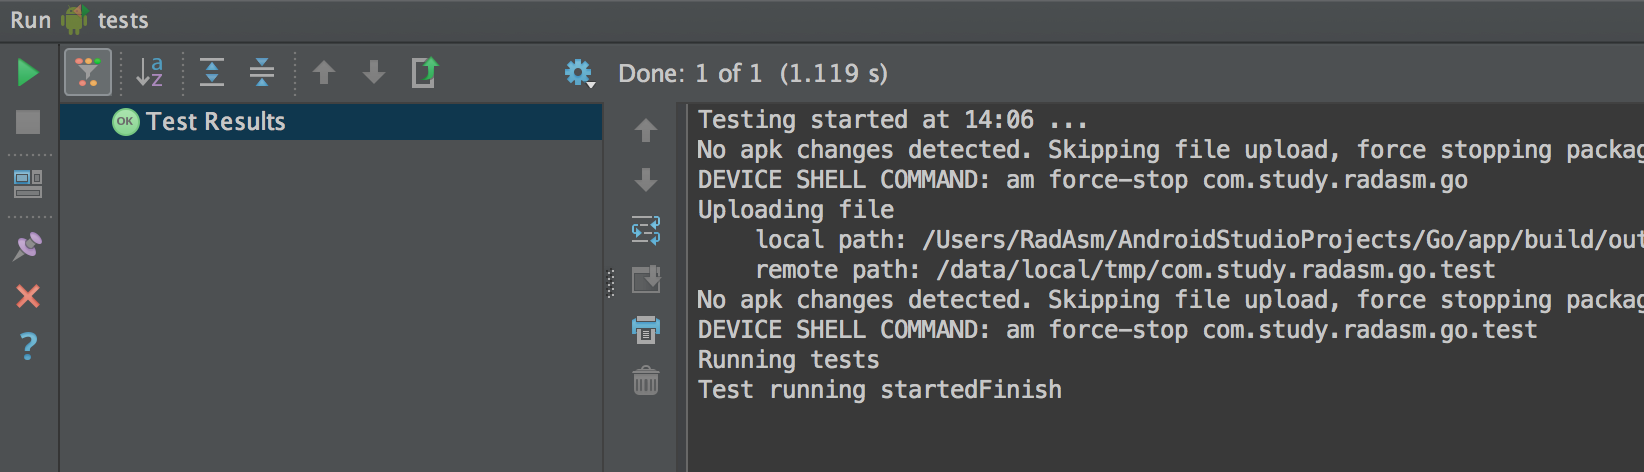 Run tests
a
z
Done: 1 of 1 (1.119 s)
OK Test Results
Testing started at 14:06 ...
No apk changes detected. Skipping file upload, force stopping packag
DEVICE SHELL COMMAND: am force-stop com.study.radasm.go
Uploading file
local path: /Users/RadAsm/AndroidStudioProjects/Go/app/build/out
remote path: /data/local/tmp/com.study.radasm.go.test
No apk changes detected. Skipping file upload, force stopping packag
DEVICE SHELL COMMAND: am force-stop com.study.radasm.go.test
Running tests
Test running startedFinish
?